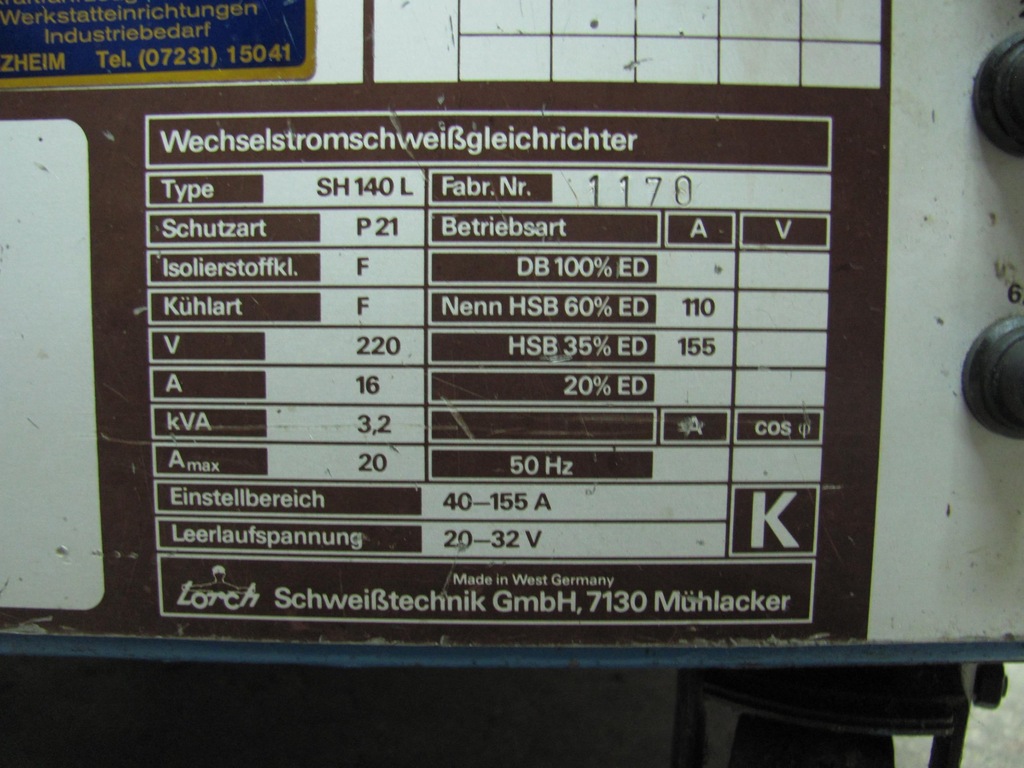 Werkstatteinrichtungen
Industriebedarf
ZHEIM Tel. (07231) 15041
Wechselstromschweißgleichrichter
Type SH 140 L Fabr. Nr. 1170
Schutzart P 21 Betriebsart A V
Isolierstoffkl. F DB 100% ED
Kühlart F Nenn HSB 60% ED 110
V 220 HSB 35% ED 155
A 16 20% ED
kVA 3,2 A cos φ
Amax 20 50 Hz
Einstellbereich 40–155 A
Leerlaufspannung 20–32 V
K
Made in West Germany
Lorch Schweißtechnik GmbH, 7130 Mühlacker